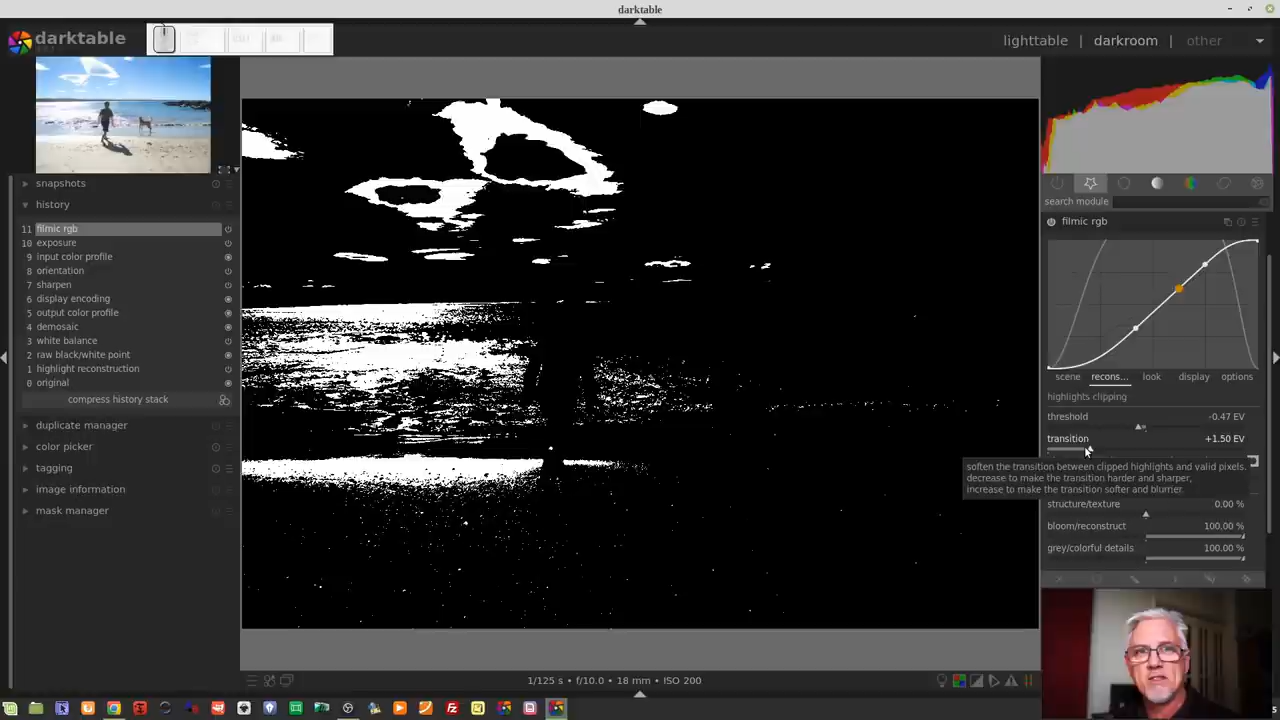 darktable
darktable
lighttable | darkroom | other
snapshots
history
11 filmic rgb
10 exposure
9 input color profile
8 orientation
7 sharpen
6 display encoding
5 output color profile
4 demosaic
3 white balance
2 raw black/white point
1 highlight reconstruction
0 original
compress history stack
duplicate manager
color picker
tagging
image information
mask manager
1/125 s • f/10.0 • 18 mm • ISO 200
search module
filmic rgb
scene recons... look display options
highlights clipping
threshold -0.47 EV
transition +1.50 EV
soften the transition between clipped highlights and valid pixels.
decrease to make the transition harder and sharper,
increase to make the transition softer and blurrier.
structure/texture 0.00 %
bloom/reconstruct 100.00 %
grey/colorful details 100.00 %